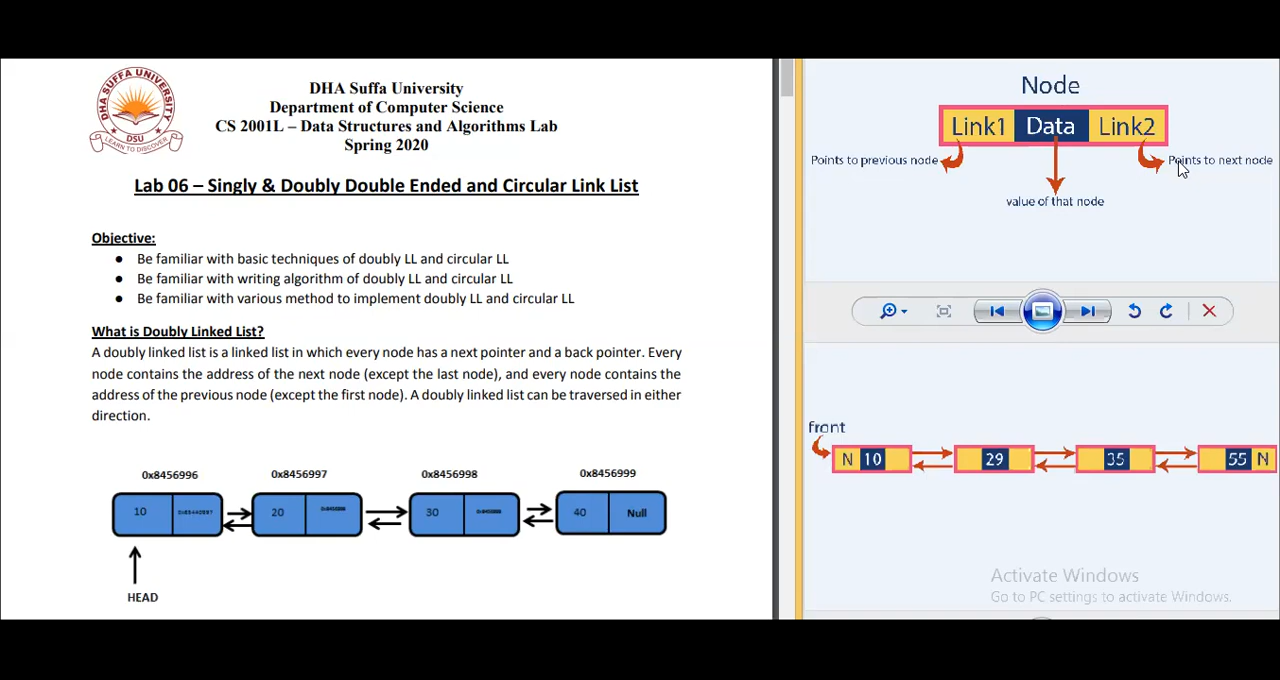 DHA SUFFA UNIVERSITY
DSU
LEARN TO DISCOVER
DHA Suffa University
Department of Computer Science
CS 2001L – Data Structures and Algorithms Lab
Spring 2020
Lab 06 – Singly & Doubly Double Ended and Circular Link List
Objective:
● Be familiar with basic techniques of doubly LL and circular LL
● Be familiar with writing algorithm of doubly LL and circular LL
● Be familiar with various method to implement doubly LL and circular LL
What is Doubly Linked List?
A doubly linked list is a linked list in which every node has a next pointer and a back pointer. Every
node contains the address of the next node (except the last node), and every node contains the
address of the previous node (except the first node). A doubly linked list can be traversed in either
direction.
0x8456996 0x8456997 0x8456998 0x8456999
10 20 30 40 Null
HEAD
Node
Link1 Data Link2
Points to previous node Points to next node
value of that node
front
N 10 29 35 55 N
Activate Windows
Go to PC settings to activate Windows.